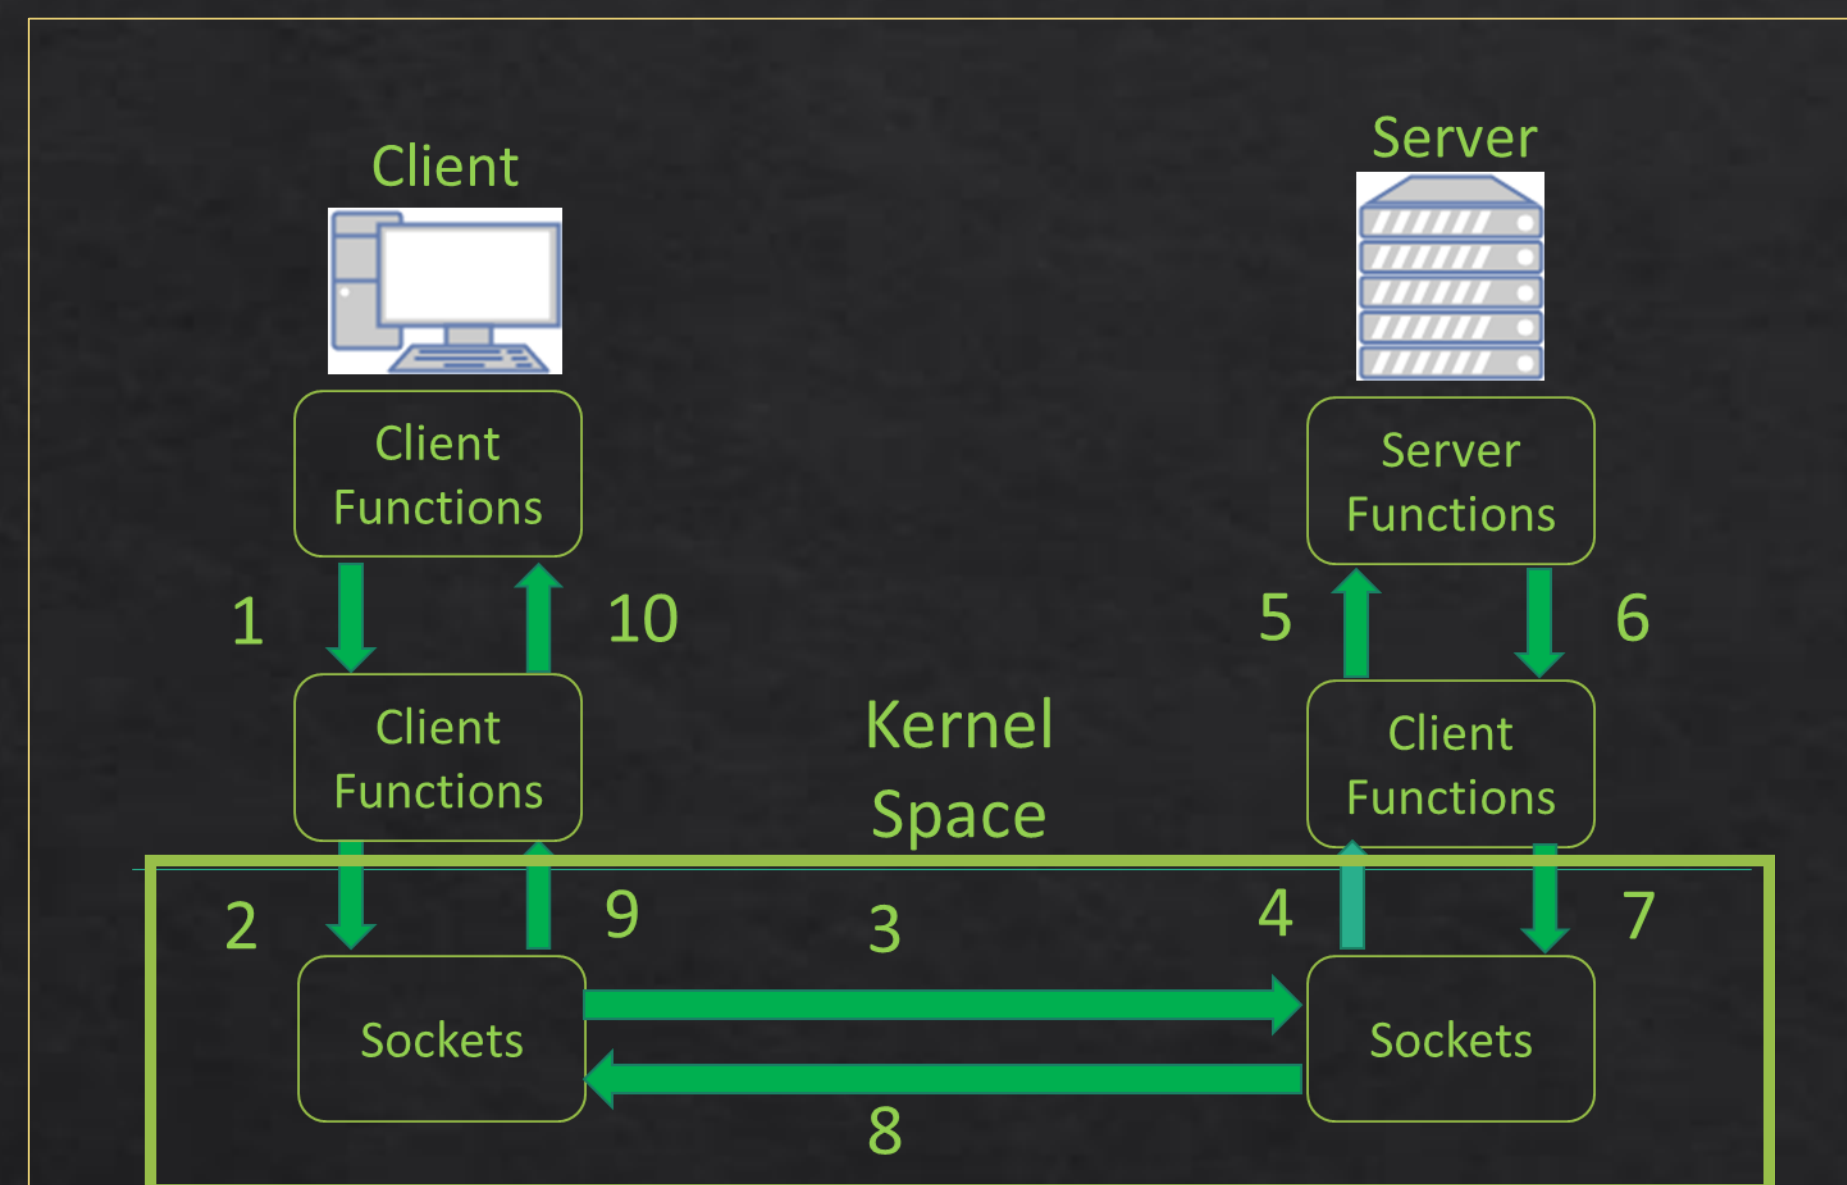 Server
Client
Client
Functions
Server
Functions
1
10
5
6
Kernel
Space
Client
Functions
Client
Functions
2
9
3
4
7
Sockets
Sockets
8